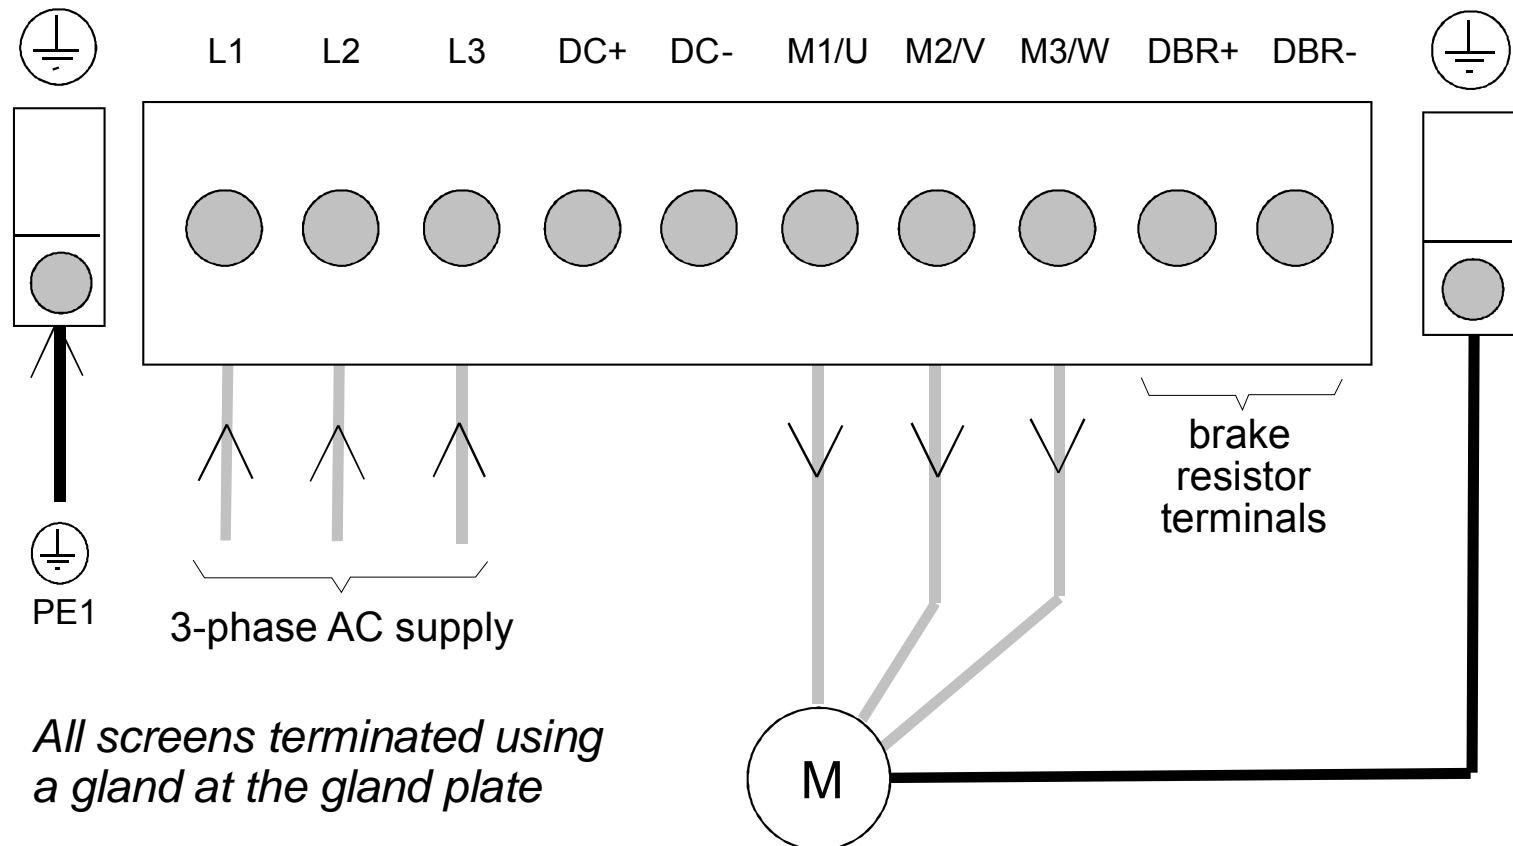 L1 L2 L3 DC+ DC- M1/U M2/V M3/W DBR+ DBR-
brake
resistor
terminals
PE1
3-phase AC supply
All screens terminated using
a gland at the gland plate
M